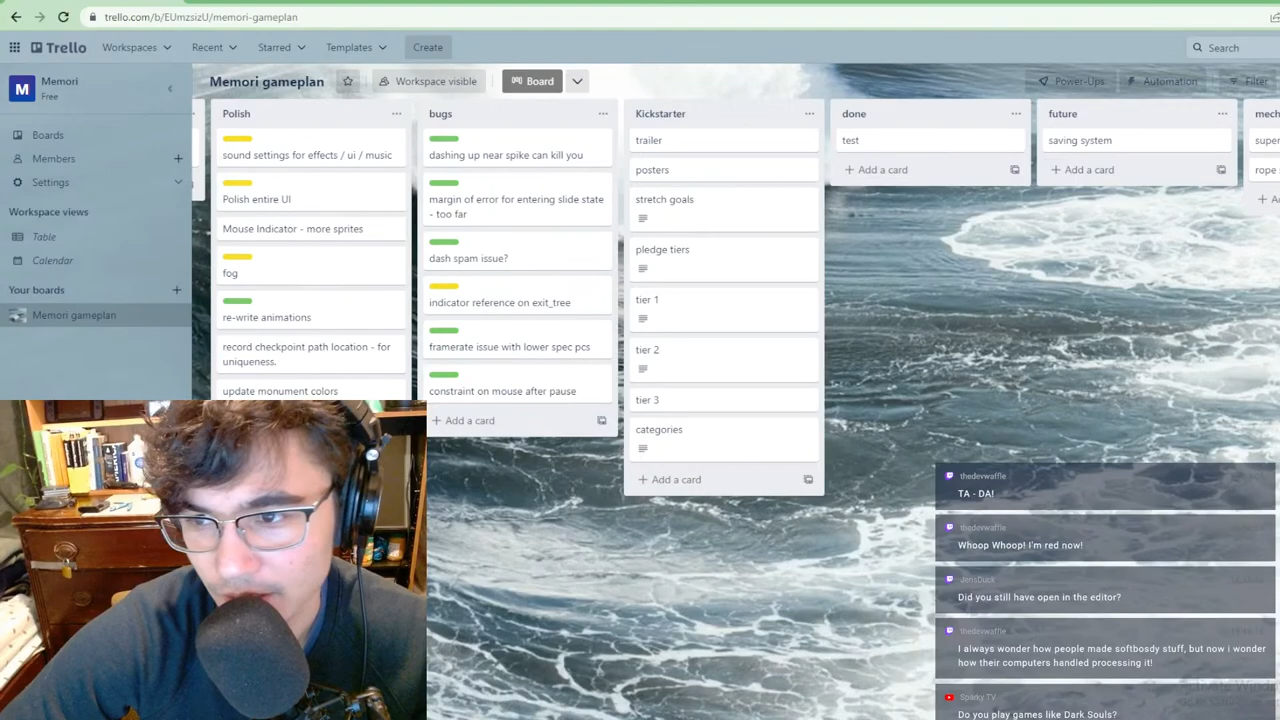 trello.com/b/EUmzsizU/memori-gameplan
Trello
Workspaces
Recent
Starred
Templates
Create
Search
M
Memori
Free
Memori gameplan
Workspace visible
Board
Power-Ups
Automation
Filter
Boards
Members
Settings
Workspace views
Table
Calendar
Your boards
Memori gameplan
Polish
sound settings for effects / ui / music
Polish entire UI
Mouse Indicator - more sprites
fog
re-write animations
record checkpoint path location - for
uniqueness.
update monument colors
bugs
dashing up near spike can kill you
margin of error for entering slide state
- too far
dash spam issue?
indicator reference on exit_tree
framerate issue with lower spec pcs
constraint on mouse after pause
Add a card
Kickstarter
trailer
posters
stretch goals
pledge tiers
tier 1
tier 2
tier 3
categories
Add a card
done
test
Add a card
future
saving system
Add a card
mech
super
rope s
thedevwaffle
TA - DA!
thedevwaffle
Whoop Whoop! I'm red now!
JensDuck
Did you still have open in the editor?
thedevwaffle
I always wonder how people made softbosdy stuff, but now i wonder
how their computers handled processing it!
Sparky TV
Do you play games like Dark Souls?